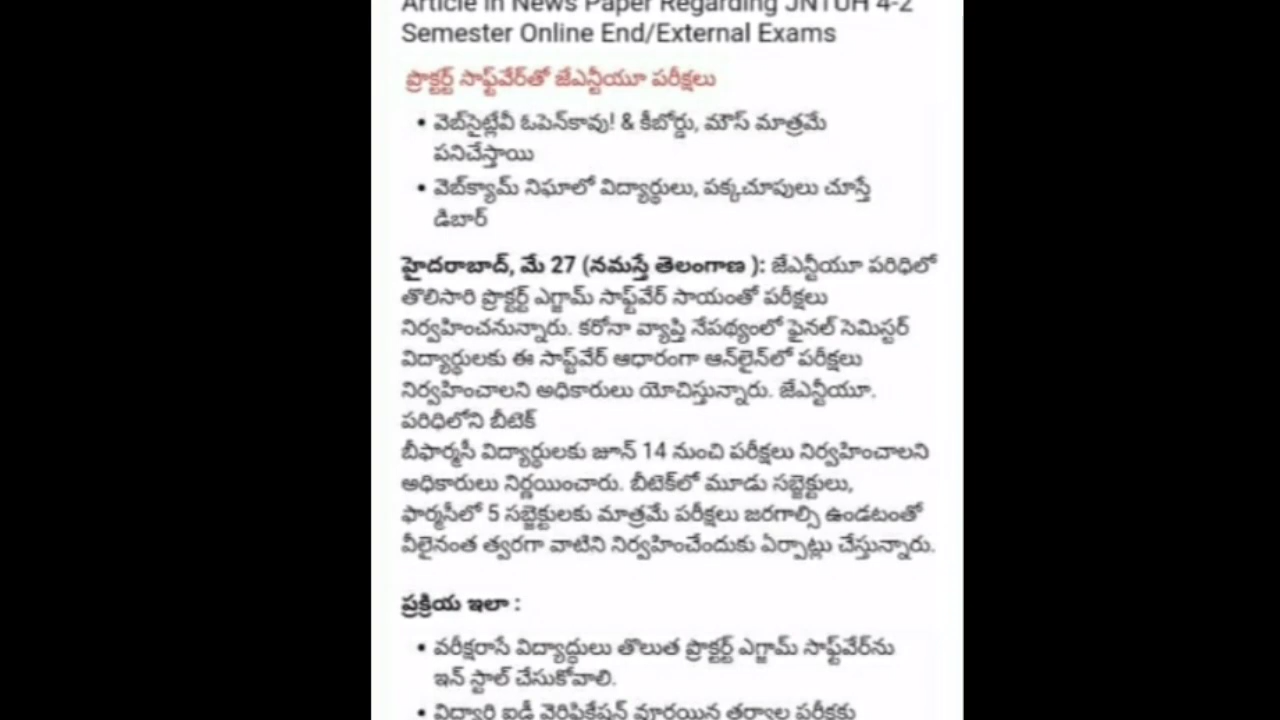 Article in News Paper Regarding JNTUH 4-2
Semester Online End/External Exams
ప్రొక్టర్డ్ సాఫ్ట్‌వేర్‌తో జేఎన్టీయూ పరీక్షలు
• వెబ్‌సైట్లేవీ ఓపెన్‌కావు! & కీబోర్డు, మౌస్ మాత్రమే
పనిచేస్తాయి
• వెబ్‌క్యామ్ నిఘాలో విద్యార్థులు, పక్కచూపులు చూస్తే
డిబార్
హైదరాబాద్, మే 27 (నమస్తే తెలంగాణ ): జేఎన్టీయూ పరిధిలో
తొలిసారి ప్రొక్టర్డ్ ఎగ్జామ్ సాఫ్ట్‌వేర్ సాయంతో పరీక్షలు
నిర్వహించనున్నారు. కరోనా వ్యాప్తి నేపథ్యంలో ఫైనల్ సెమిస్టర్
విద్యార్థులకు ఈ సాఫ్ట్‌వేర్ ఆధారంగా ఆన్‌లైన్‌లో పరీక్షలు
నిర్వహించాలని అధికారులు యోచిస్తున్నారు. జేఎన్టీయూ.
పరిధిలోని బీటెక్
బీఫార్మసీ విద్యార్థులకు జూన్ 14 నుంచి పరీక్షలు నిర్వహించాలని
అధికారులు నిర్ణయించారు. బీటెక్‌లో మూడు సబ్జెక్టులు,
ఫార్మసీలో 5 సబ్జెక్టులకు మాత్రమే పరీక్షలు జరగాల్సి ఉండటంతో
వీలైనంత త్వరగా వాటిని నిర్వహించేందుకు ఏర్పాట్లు చేస్తున్నారు.
ప్రక్రియ ఇలా :
• వరీక్షరాసే విద్యార్థులు తొలుత ప్రొక్టర్డ్ ఎగ్జామ్ సాఫ్ట్‌వేర్‌ను
ఇన్ స్టాల్ చేసుకోవాలి.
• విద్యార్థి ఐడీ వెరిఫికేషన్ పూర్తయిన తర్వాల పరీక్షకు